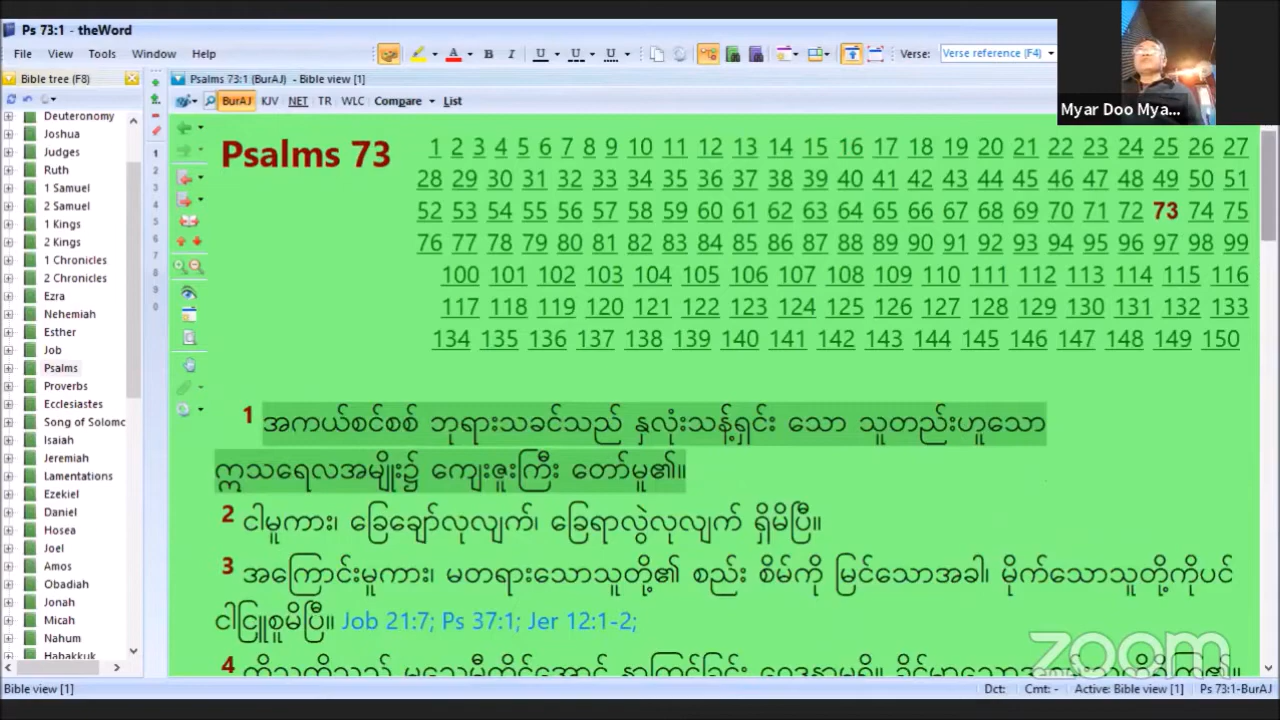 Ps 73:1 - theWord
File View Tools Window Help
Verse: Verse reference (F4)
Myar Doo Mya...
Bible tree (F8)
Psalms 73:1 (BurAJ) - Bible view [1]
BurAJ KJV NET TR WLC Compare List
Deuteronomy
Joshua
Judges
Ruth
1 Samuel
2 Samuel
1 Kings
2 Kings
1 Chronicles
2 Chronicles
Ezra
Nehemiah
Esther
Job
Psalms
Proverbs
Ecclesiastes
Song of Solomo
Isaiah
Jeremiah
Lamentations
Ezekiel
Daniel
Hosea
Joel
Amos
Obadiah
Jonah
Micah
Nahum
Habakkuk
1
2
3
4
5
6
7
8
9
0
Psalms 73
1 2 3 4 5 6 7 8 9 10 11 12 13 14 15 16 17 18 19 20 21 22 23 24 25 26 27
28 29 30 31 32 33 34 35 36 37 38 39 40 41 42 43 44 45 46 47 48 49 50 51
52 53 54 55 56 57 58 59 60 61 62 63 64 65 66 67 68 69 70 71 72 73 74 75
76 77 78 79 80 81 82 83 84 85 86 87 88 89 90 91 92 93 94 95 96 97 98 99
100 101 102 103 104 105 106 107 108 109 110 111 112 113 114 115 116
117 118 119 120 121 122 123 124 125 126 127 128 129 130 131 132 133
134 135 136 137 138 139 140 141 142 143 144 145 146 147 148 149 150
1 အကယ်စင်စစ် ဘုရားသခင်သည် နှလုံးသန့်ရှင်း သော သူတည်းဟူသော
ဣသရေလအမျိုး၌ ကျေးဇူးကြီး တော်မူ၏။
2 ငါမူကား၊ ခြေချော်လုလျက်၊ ခြေရာလွဲလုလျက် ရှိမိပြီ။
3 အကြောင်းမူကား၊ မတရားသောသူတို့၏ စည်း စိမ်ကို မြင်သောအခါ၊ မိုက်သောသူတို့ကိုပင်
ငါငြူစူမိပြီ။ Job 21:7; Ps 37:1; Jer 12:1-2;
4
zoom
Bible view [1]
Dct: Cmt: - Active: Bible view [1] Ps 73:1-BurAJ